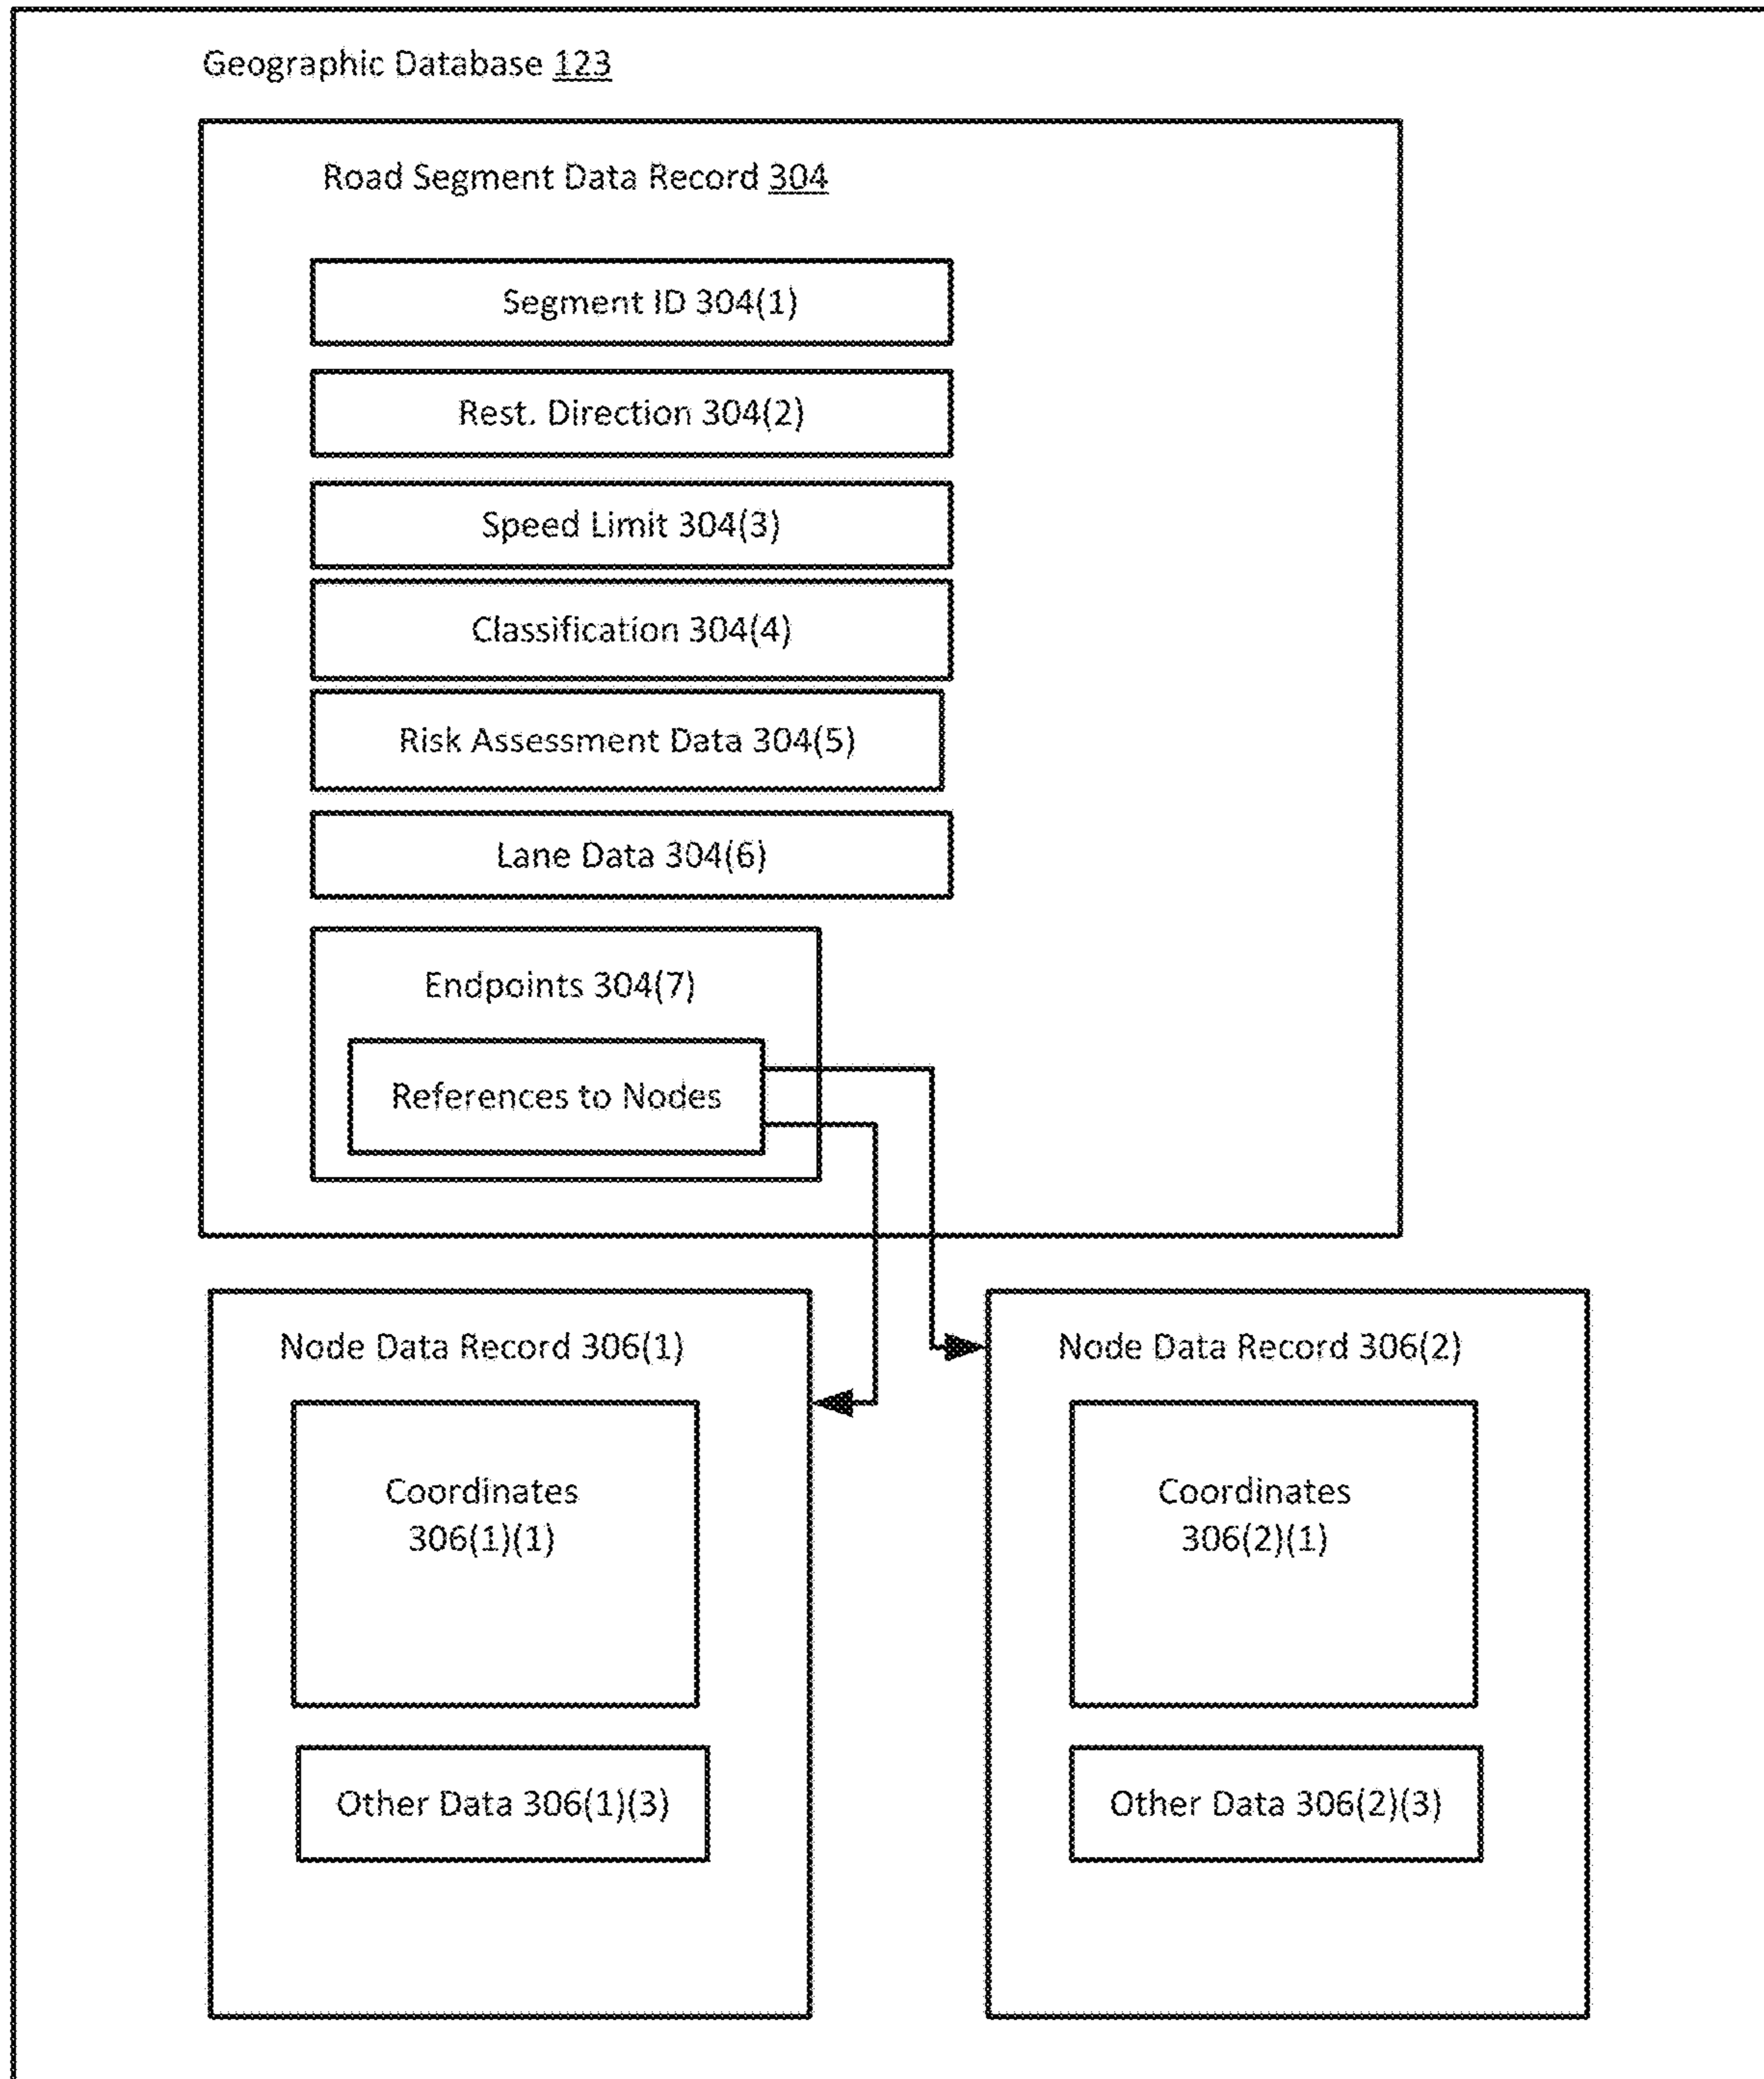 Geographic Database 123
Road Segment Data Record 304
Segment ID 304(1)
Rest. Direction 304(2)
Speed Limit 304(3)
Classification 304(4)
Risk Assessment Data 304(5)
Lane Data 304(6)
Endpoints 304(7)
References to Nodes
Node Data Record 306(1)
Coordinates
306(1)(1)
Other Data 306(1)(3)
Node Data Record 306(2)
Coordinates
306(2)(1)
Other Data 306(2)(3)